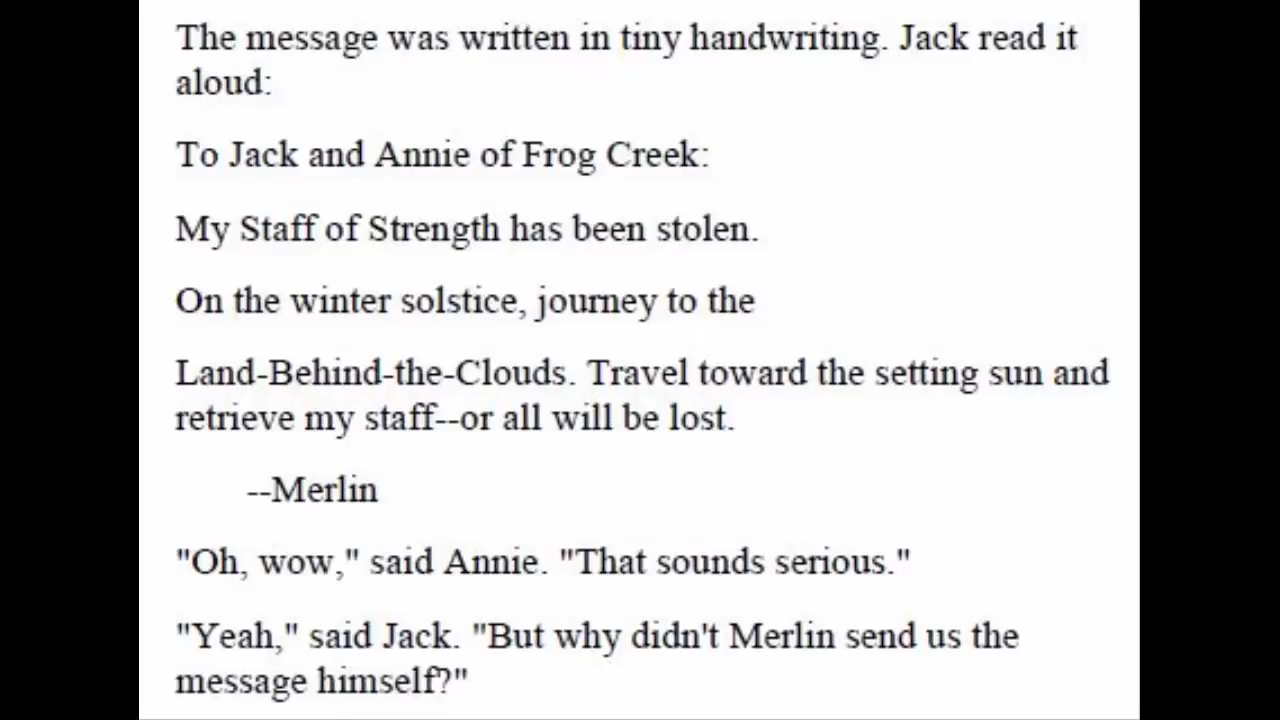 The message was written in tiny handwriting. Jack read it
aloud:
To Jack and Annie of Frog Creek:
My Staff of Strength has been stolen.
On the winter solstice, journey to the
Land-Behind-the-Clouds. Travel toward the setting sun and
retrieve my staff--or all will be lost.
--Merlin
"Oh, wow," said Annie. "That sounds serious."
"Yeah," said Jack. "But why didn't Merlin send us the
message himself?"